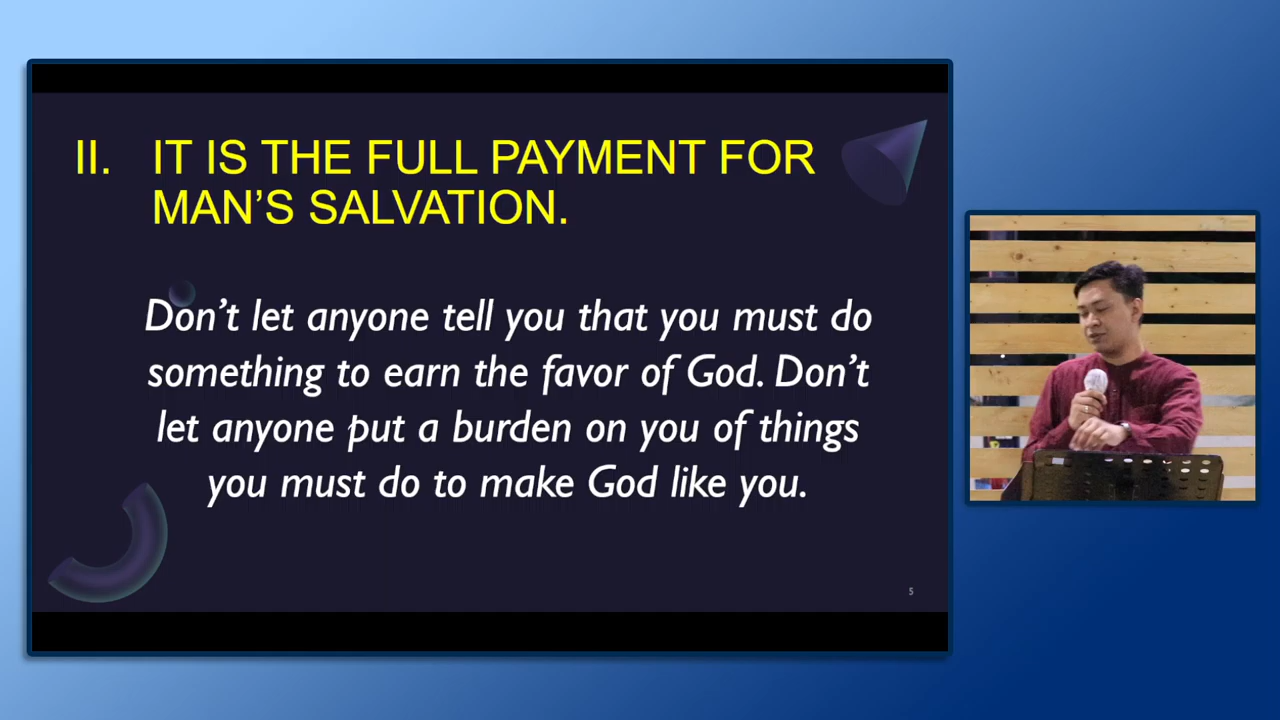 II. IT IS THE FULL PAYMENT FOR
MAN’S SALVATION.
Don’t let anyone tell you that you must do
something to earn the favor of God. Don’t
let anyone put a burden on you of things
you must do to make God like you.
5